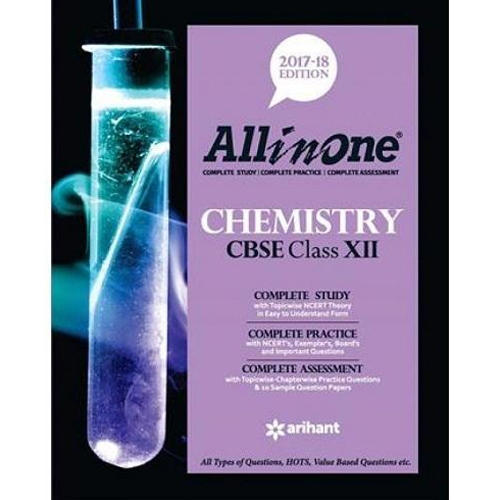 2017-18
EDITION
Allinone®
COMPLETE STUDY | COMPLETE PRACTICE | COMPLETE ASSESSMENT
CHEMISTRY
CBSE Class XII
COMPLETE STUDY
with Topicwise NCERT Theory
in Easy to Understand Form
COMPLETE PRACTICE
with NCERT's, Exemplar's, Board's
and Important Questions
COMPLETE ASSESSMENT
with Topicwise-Chapterwise Practice Questions
& 10 Sample Question Papers
arihant
All Types of Questions, HOTS, Value Based Questions etc.